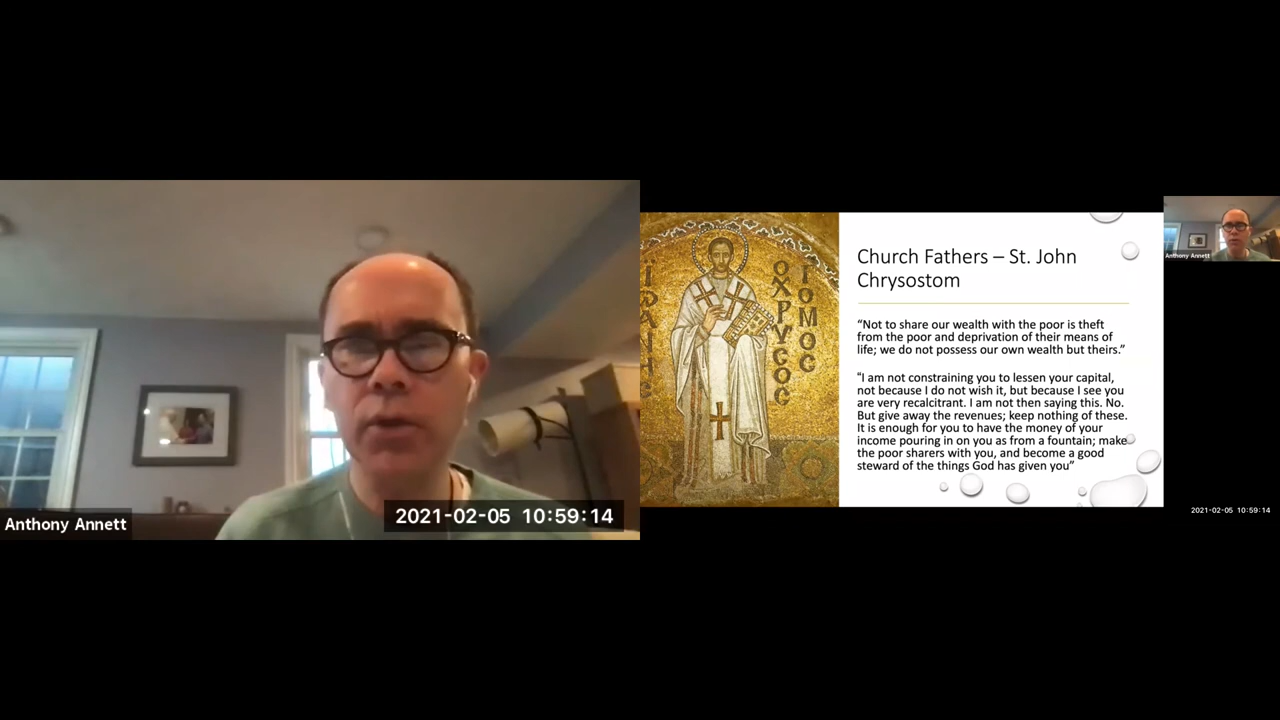 Anthony Annett
2021-02-05 10:59:14
Ο
ΧΡΥCΟC
ΤΟΜΟC
Church Fathers – St. John
Chrysostom
“Not to share our wealth with the poor is theft
from the poor and deprivation of their means of
life; we do not possess our own wealth but theirs.”
“I am not constraining you to lessen your capital,
not because I do not wish it, but because I see you
are very recalcitrant. I am not then saying this. No.
But give away the revenues; keep nothing of these.
It is enough for you to have the money of your
income pouring in on you as from a fountain; make
the poor sharers with you, and become a good
steward of the things God has given you”
Anthony Annett
2021-02-05 10:59:14